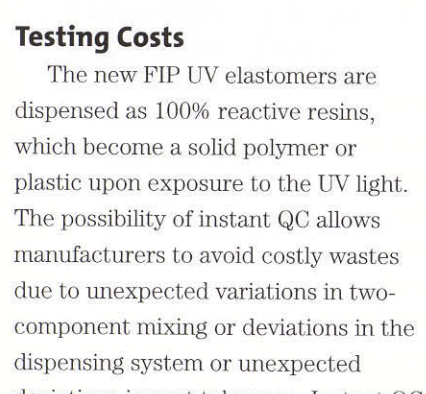 Testing Costs
The new FIP UV elastomers are
dispensed as 100% reactive resins,
which become a solid polymer or
plastic upon exposure to the UV light.
The possibility of instant QC allows
manufacturers to avoid costly wastes
due to unexpected variations in two-
component mixing or deviations in the
dispensing system or unexpected